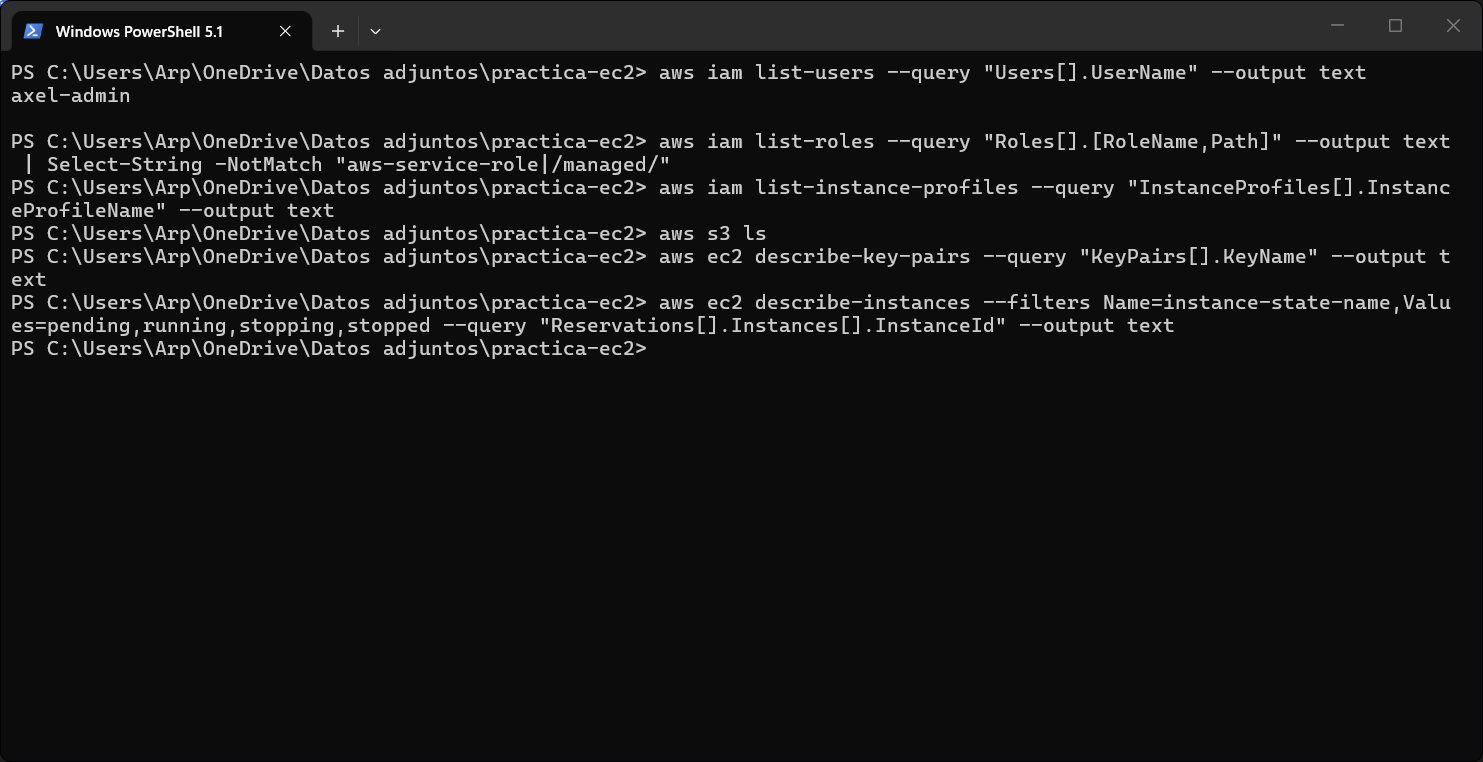 Windows PowerShell 5.1
PS C:\Users\Arp\OneDrive\Datos adjuntos\practica-ec2> aws iam list-users --query "Users[].UserName" --output text
axel-admin
PS C:\Users\Arp\OneDrive\Datos adjuntos\practica-ec2> aws iam list-roles --query "Roles[].[RoleName,Path]" --output text
 | Select-String -NotMatch "aws-service-role|/managed/"
PS C:\Users\Arp\OneDrive\Datos adjuntos\practica-ec2> aws iam list-instance-profiles --query "InstanceProfiles[].Instanc
eProfileName" --output text
PS C:\Users\Arp\OneDrive\Datos adjuntos\practica-ec2> aws s3 ls
PS C:\Users\Arp\OneDrive\Datos adjuntos\practica-ec2> aws ec2 describe-key-pairs --query "KeyPairs[].KeyName" --output t
ext
PS C:\Users\Arp\OneDrive\Datos adjuntos\practica-ec2> aws ec2 describe-instances --filters Name=instance-state-name,Valu
es=pending,running,stopping,stopped --query "Reservations[].Instances[].InstanceId" --output text
PS C:\Users\Arp\OneDrive\Datos adjuntos\practica-ec2>